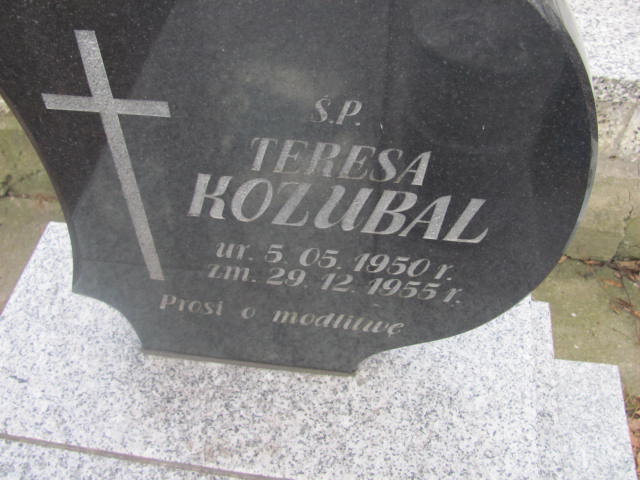 Ś.P.
TERESA
KOZUBAL
ur. 5. 05. 1950 r.
zm. 29. 12. 1955 r.
Prosi o modlitwę